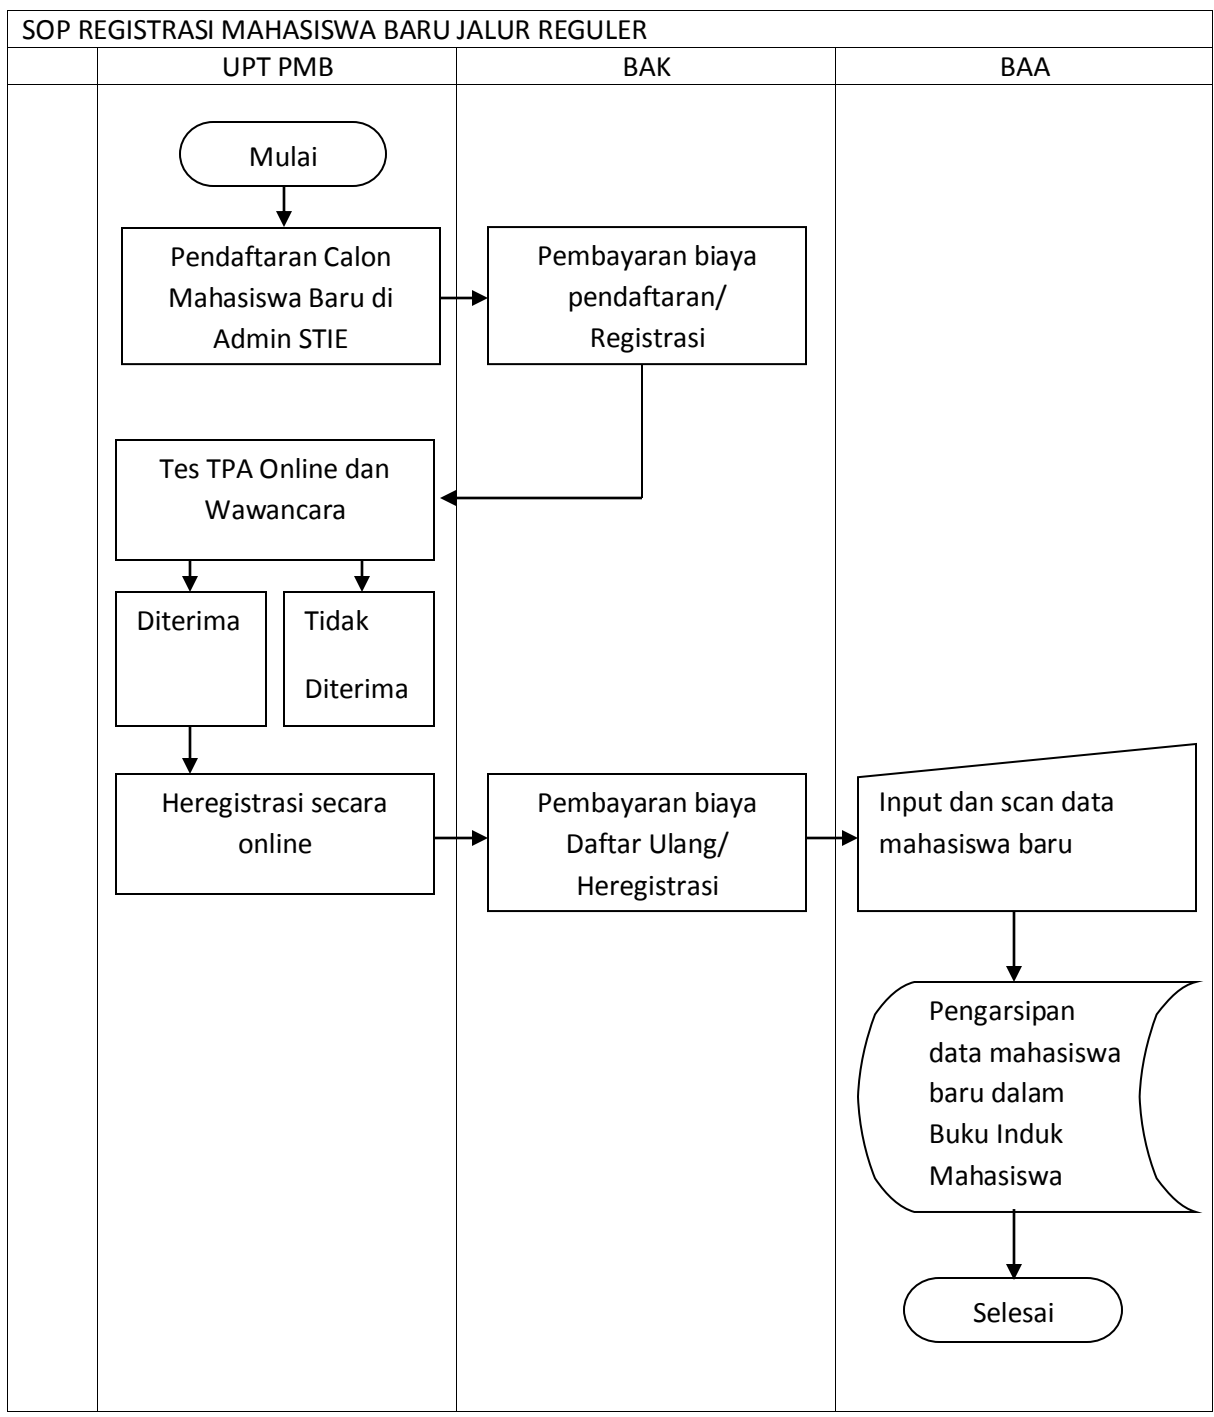 SOP REGISTRASI MAHASISWA BARU JALUR REGULER
UPT PMB
BAK
BAA
Mulai
Pendaftaran Calon
Mahasiswa Baru di
Admin STIE
Pembayaran biaya
pendaftaran/
Registrasi
Tes TPA Online dan
Wawancara
Diterima
Tidak
Diterima
Heregistrasi secara
online
Pembayaran biaya
Daftar Ulang/
Heregistrasi
Input dan scan data
mahasiswa baru
Pengarsipan
data mahasiswa
baru dalam
Buku Induk
Mahasiswa
Selesai